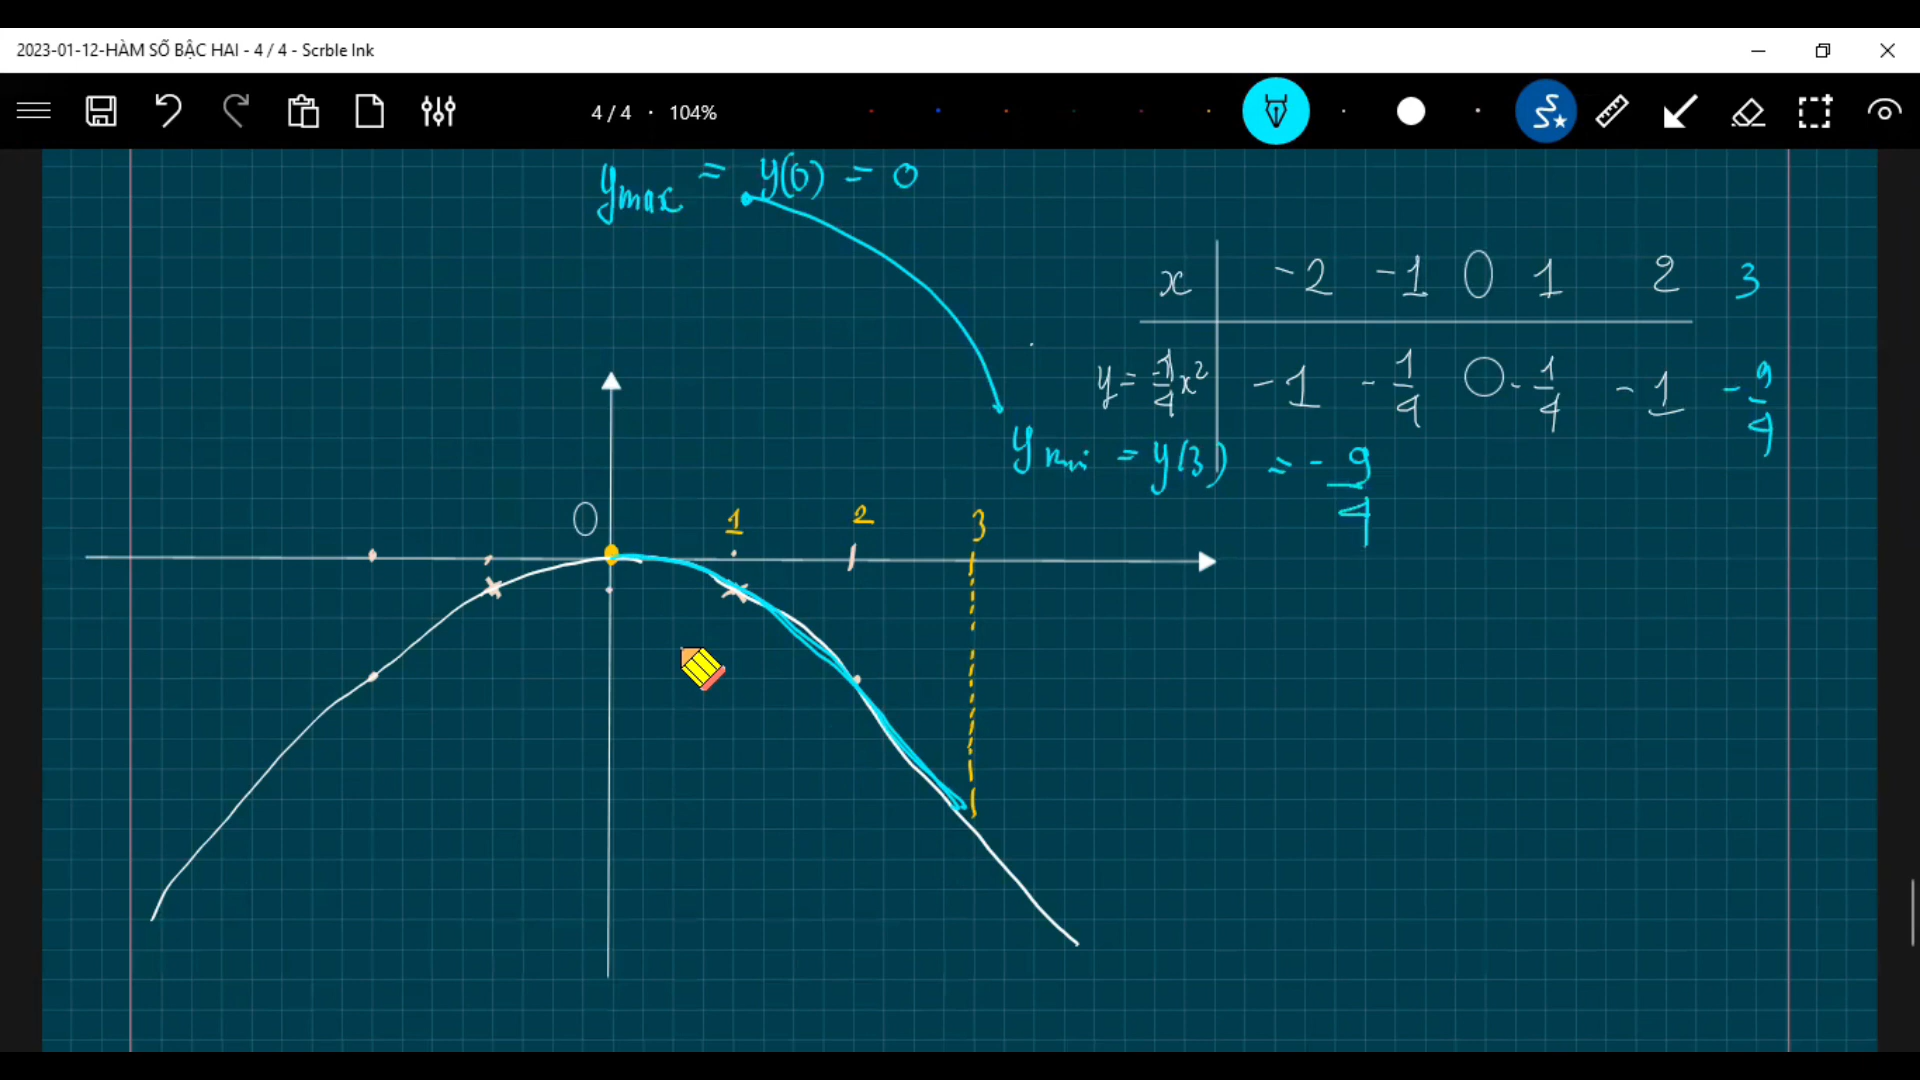 2023-01-12-HÀM SỐ BẬC HAI - 4 / 4 - Scrble Ink
4 / 4 · 104%
ymax = y(0) = 0
x -2 -1 0 1 2 3
y = -1/4 x² -1 -1/4 0 -1/4 -1 -9/4
ymin = y(3) = -9/4
0 1 2 3